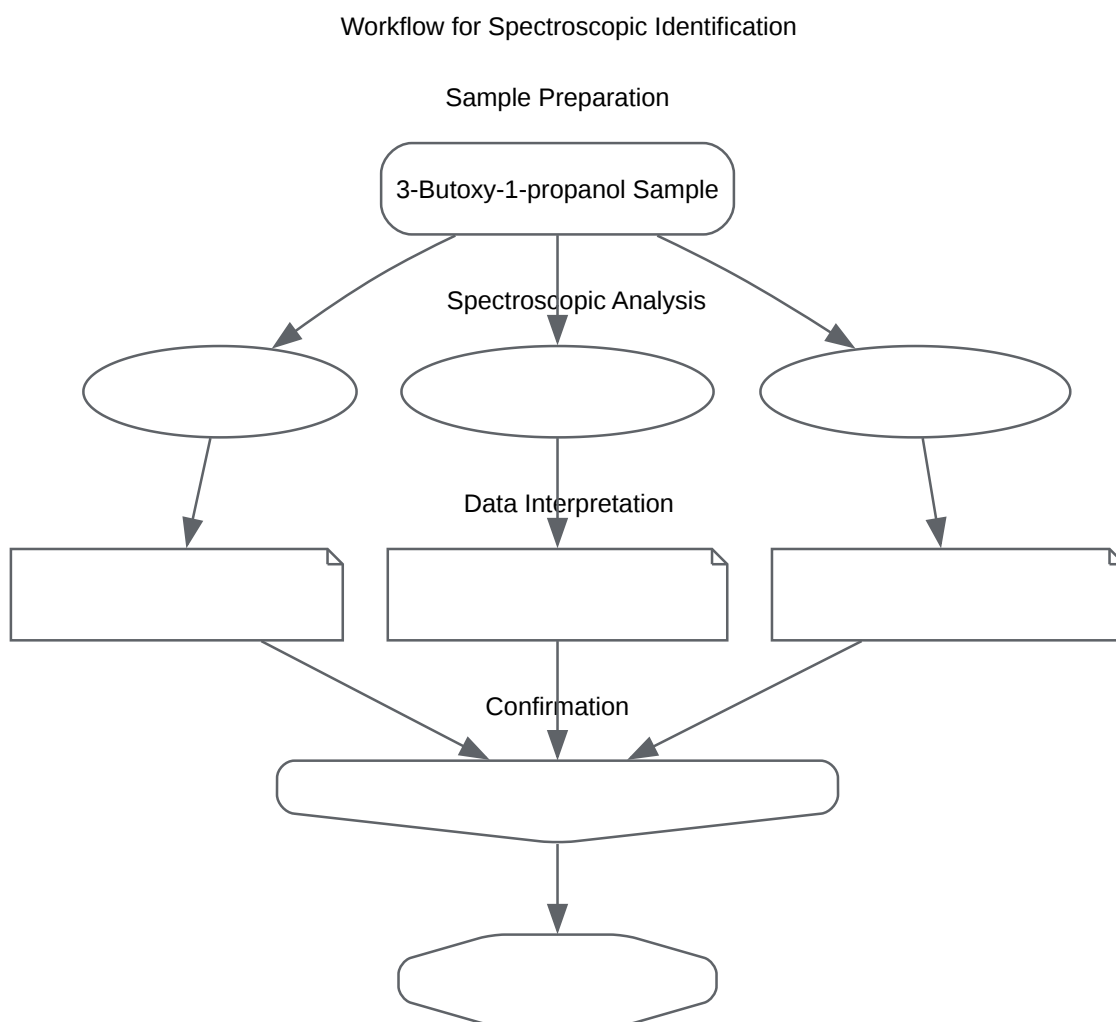 Workflow for Spectroscopic Identification
Sample Preparation
3-Butoxy-1-propanol Sample
Spectroscopic Analysis
Data Interpretation
Confirmation